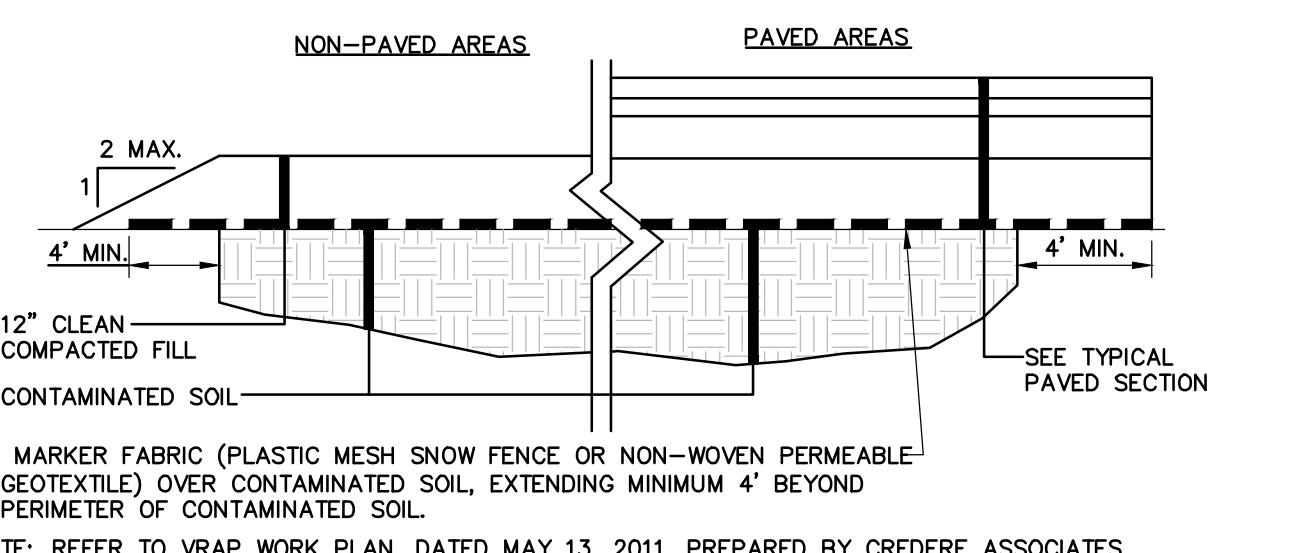 NON-PAVED AREAS
PAVED AREAS
2 MAX.
1
4' MIN.
4' MIN.
12" CLEAN
COMPACTED FILL
CONTAMINATED SOIL
SEE TYPICAL
PAVED SECTION
MARKER FABRIC (PLASTIC MESH SNOW FENCE OR NON-WOVEN PERMEABLE
GEOTEXTILE) OVER CONTAMINATED SOIL, EXTENDING MINIMUM 4' BEYOND
PERIMETER OF CONTAMINATED SOIL.
TE: REFER TO VRAP WORK PLAN, DATED MAY 13, 2011, PREPARED BY CREDERE ASSOCIATES